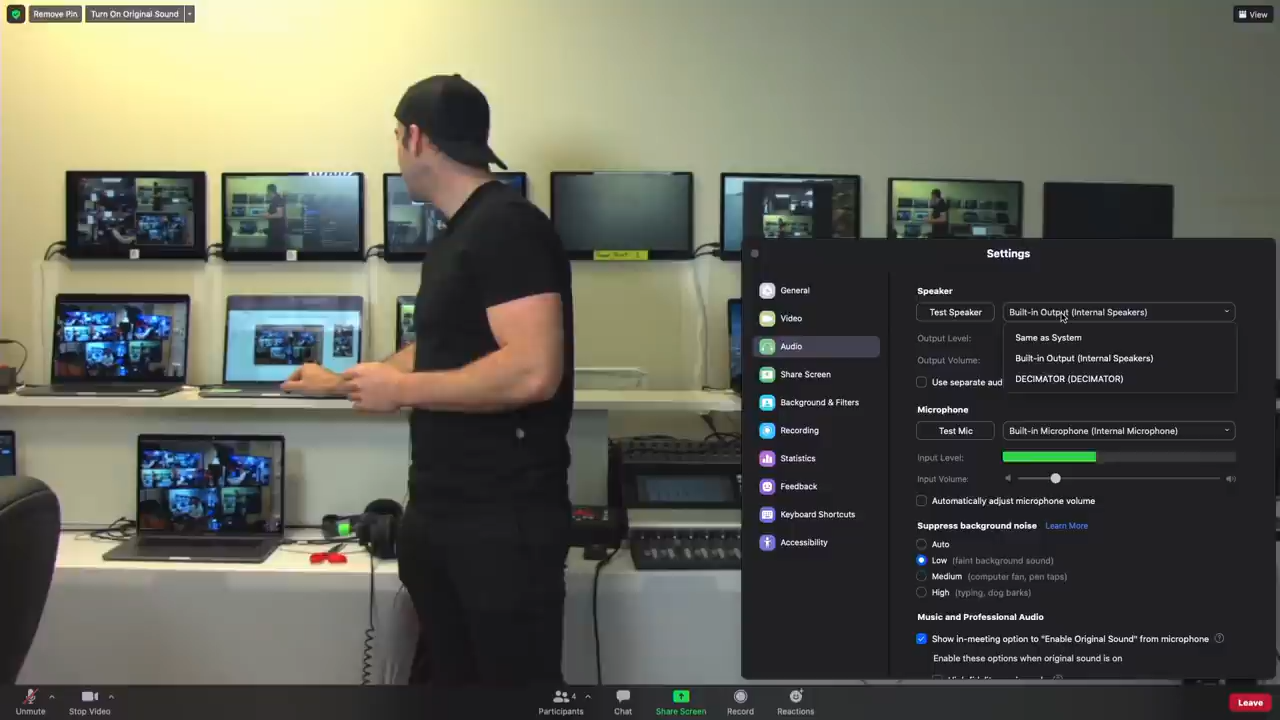 Remove Pin
Turn On Original Sound
View
Settings
General
Video
Audio
Share Screen
Background & Filters
Recording
Statistics
Feedback
Keyboard Shortcuts
Accessibility
Speaker
Test Speaker
Built-in Output (Internal Speakers)
Output Level:
Same as System
Output Volume:
Built-in Output (Internal Speakers)
Use separate aud
DECIMATOR (DECIMATOR)
Microphone
Test Mic
Built-in Microphone (Internal Microphone)
Input Level:
Input Volume:
Automatically adjust microphone volume
Suppress background noise Learn More
Auto
Low (faint background sound)
Medium (computer fan, pen taps)
High (typing, dog barks)
Music and Professional Audio
Show in-meeting option to "Enable Original Sound" from microphone ?
Enable these options when original sound is on
Unmute
Stop Video
4
Participants
Chat
Share Screen
Record
Reactions
Leave